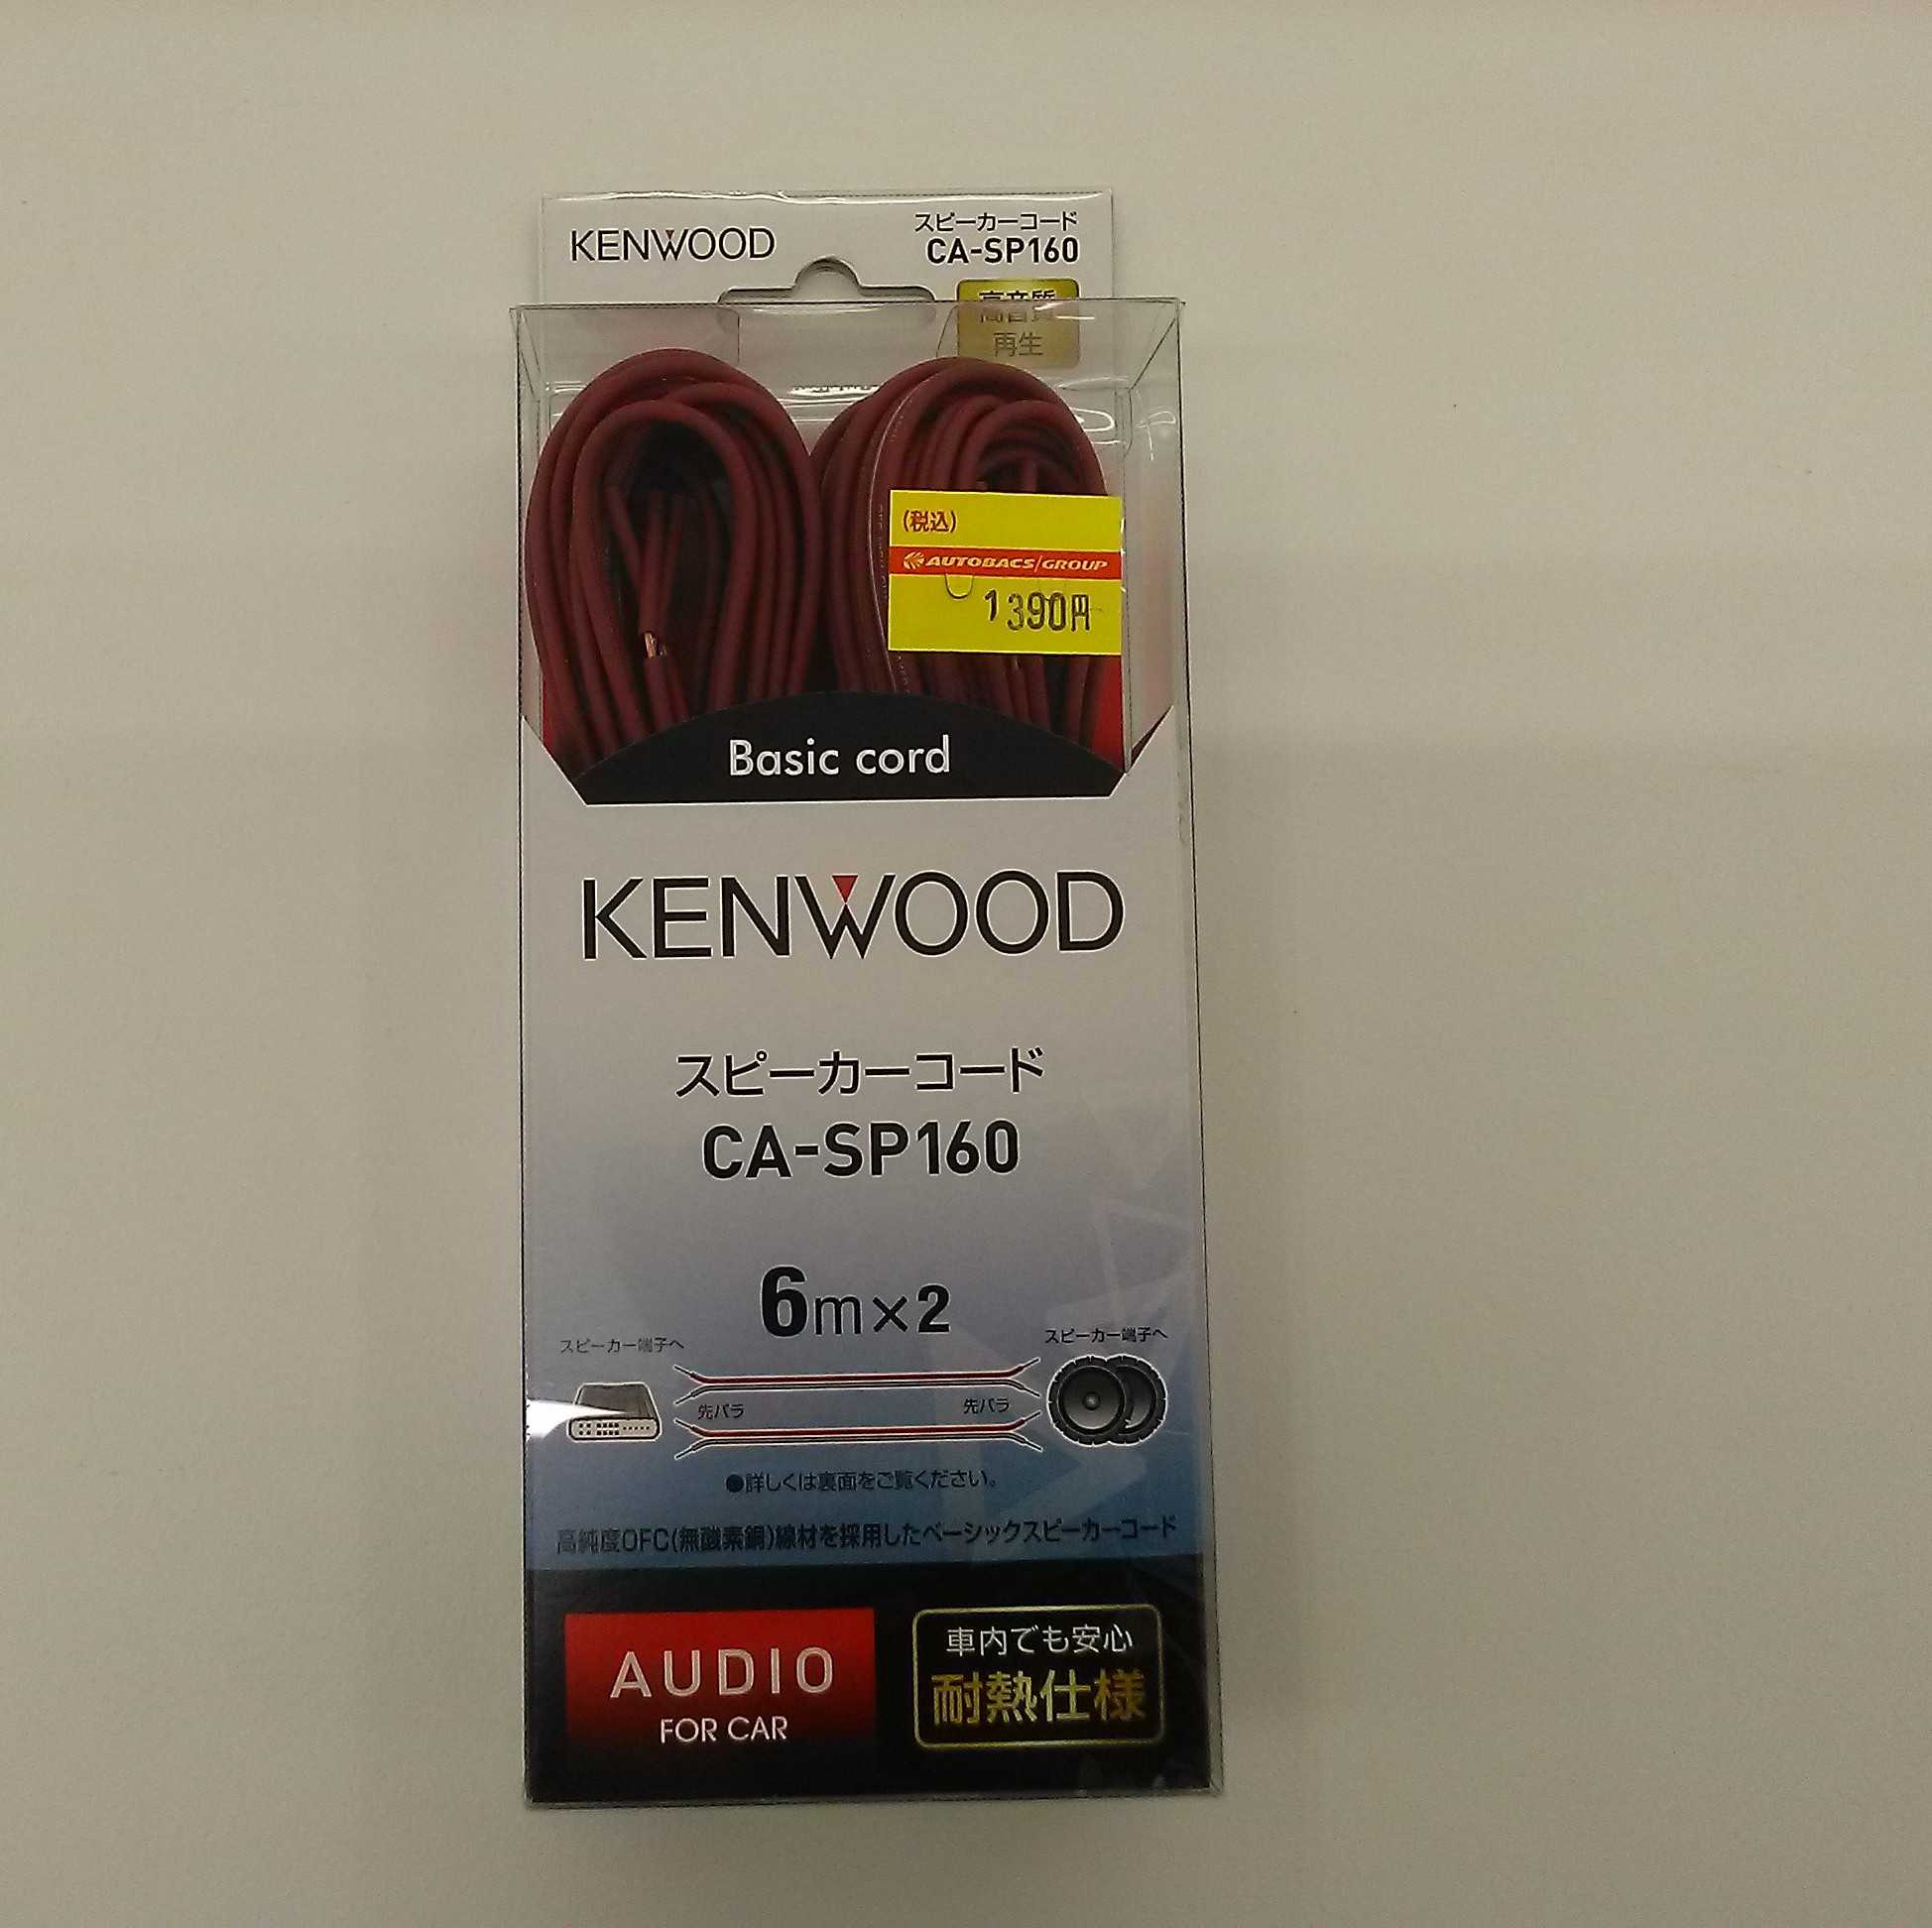 KENWOOD
スピーカーコード
CA-SP160
高音質
再生
(税込)
AUTOBACS/GROUP
1390円
Basic cord
KENWOOD
スピーカーコード
CA-SP160
6m×2
スピーカー端子へ
スピーカー端子へ
先バラ
先バラ
●詳しくは裏面をご覧ください。
高純度OFC(無酸素銅)線材を採用したベーシックスピーカーコード
AUDIO
FOR CAR
車内でも安心
耐熱仕様